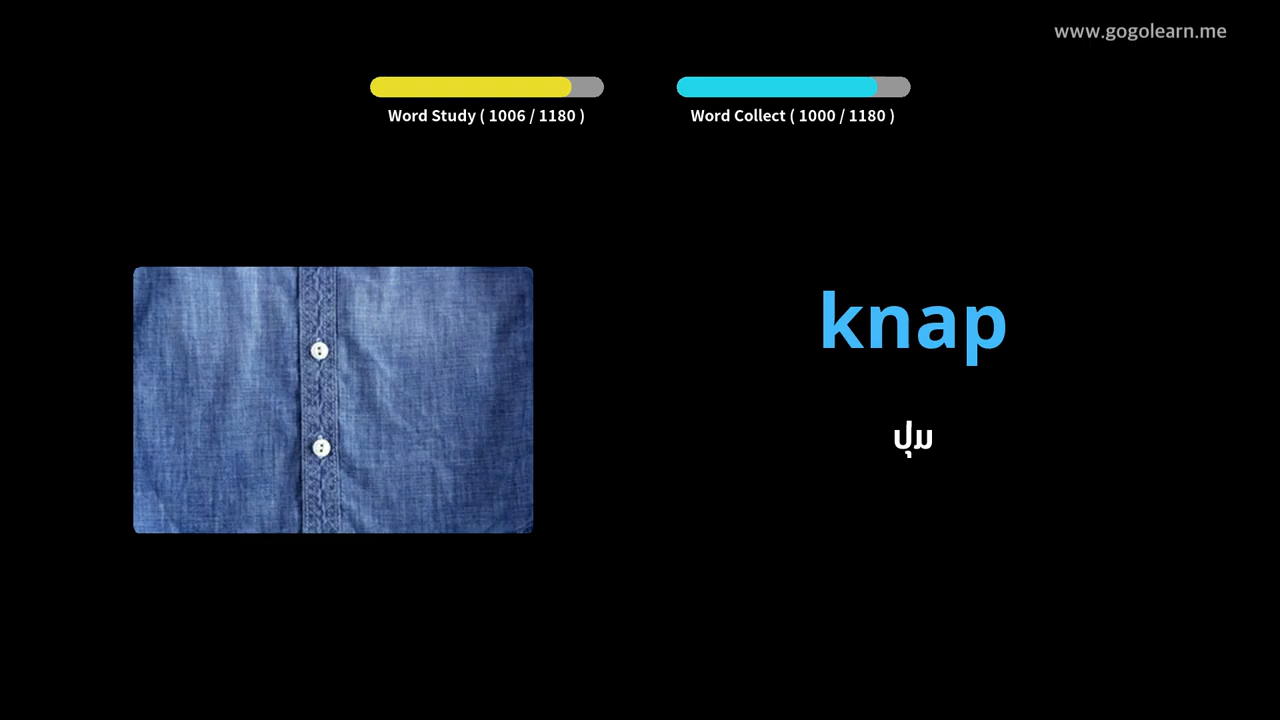 www.gogolearn.me
Word Study ( 1006 / 1180 )
Word Collect ( 1000 / 1180 )
knap
ปุ่ม